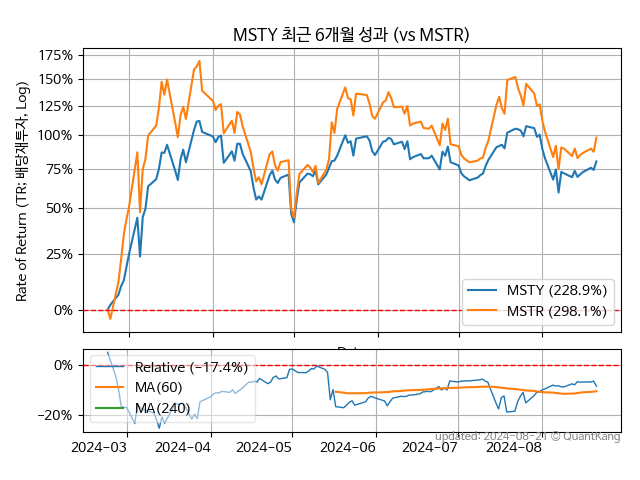 MSTY 최근 6개월 성과 (vs MSTR)
Rate of Return (TR; 배당재투자, Log)
175%
150%
125%
100%
75%
50%
25%
0%
MSTY (228.9%)
MSTR (298.1%)
0%
−20%
Relative (-17.4%)
MA(60)
MA(240)
2024-03 2024-04 2024-05 2024-06 2024-07 2024-08
updated: 2024-08-21 © QuantKang